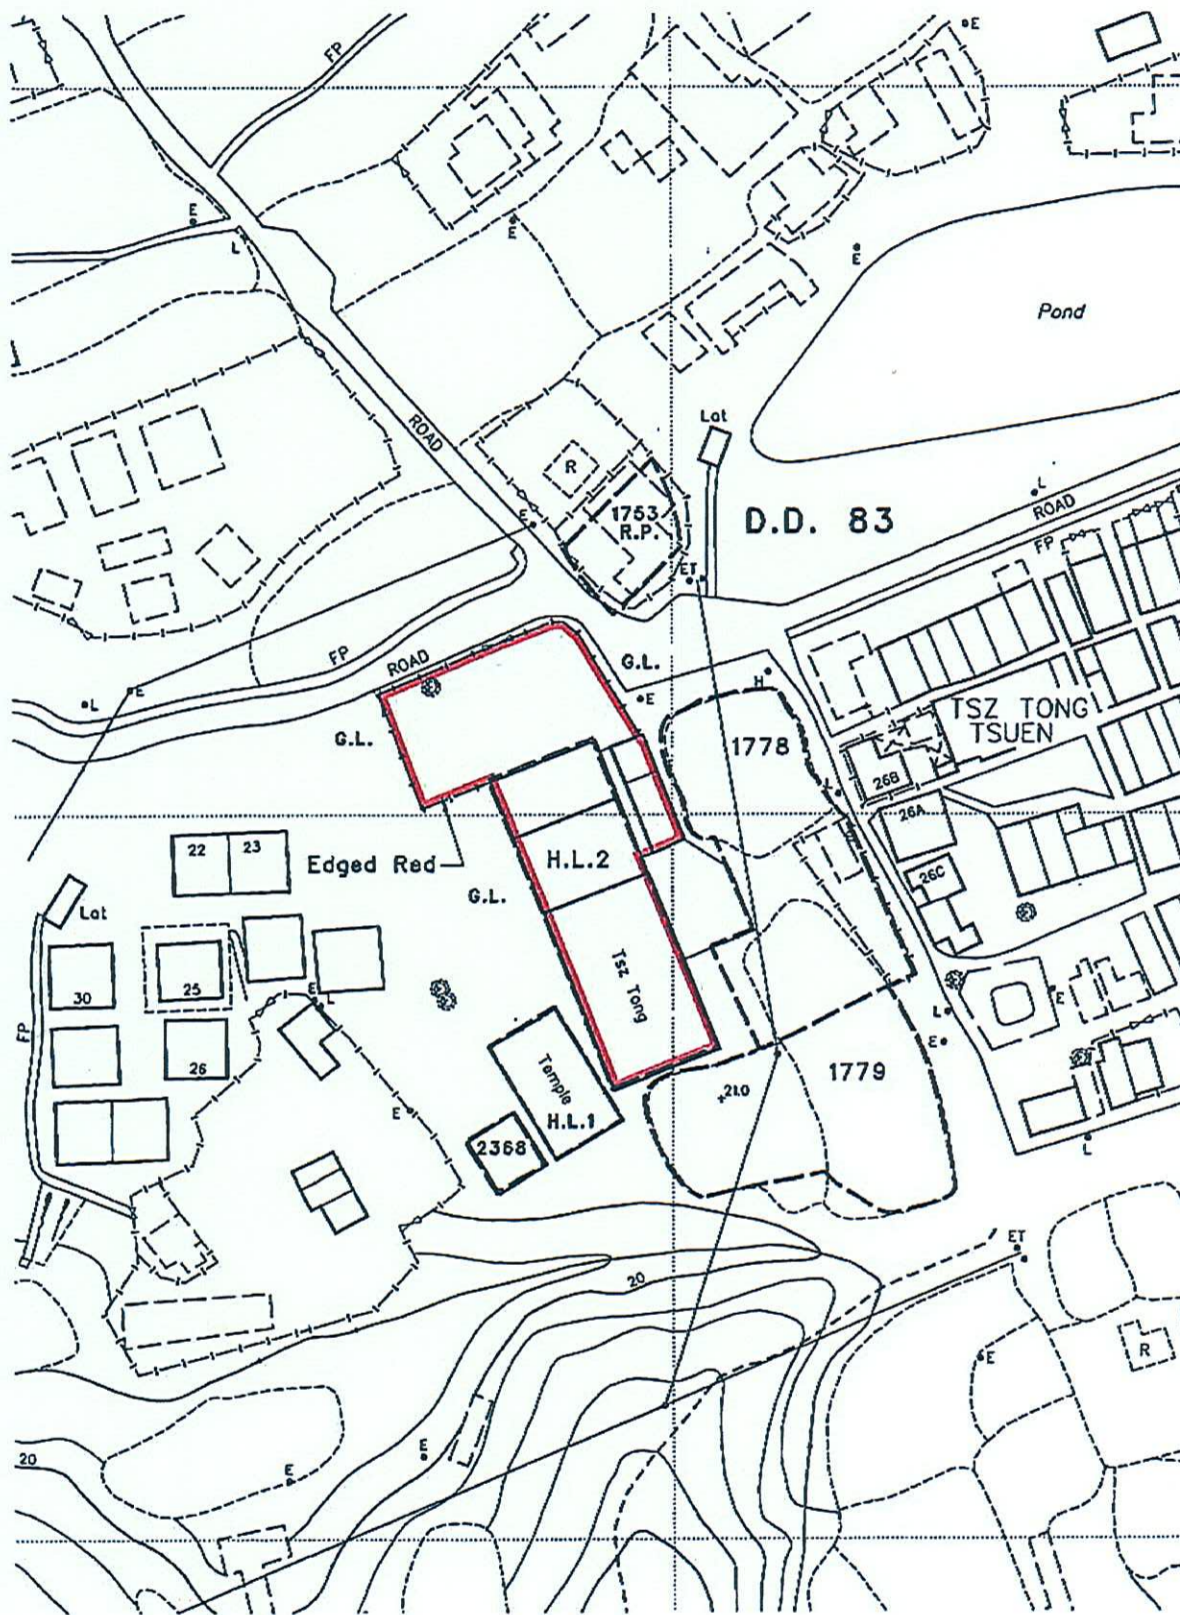 FP
E
E
L
E
E
Pond
ROAD
Lat
R
L
ROAD
1753
R.P.
E
D.D. 83
FP
ET
FP
ROAD
G.L.
E
H
E
L
G.L.
1778
TSZ TONG
TSUEN
26B
L
26A
22
23
Edged Red
H.L.2
26C
G.L.
Lat
Tsz Tong
30
25
E
L
E
FP
26
L
E
Temple
H.L.1
1779
+21.0
E
2368
L
ET
20
E
R
20
E
E